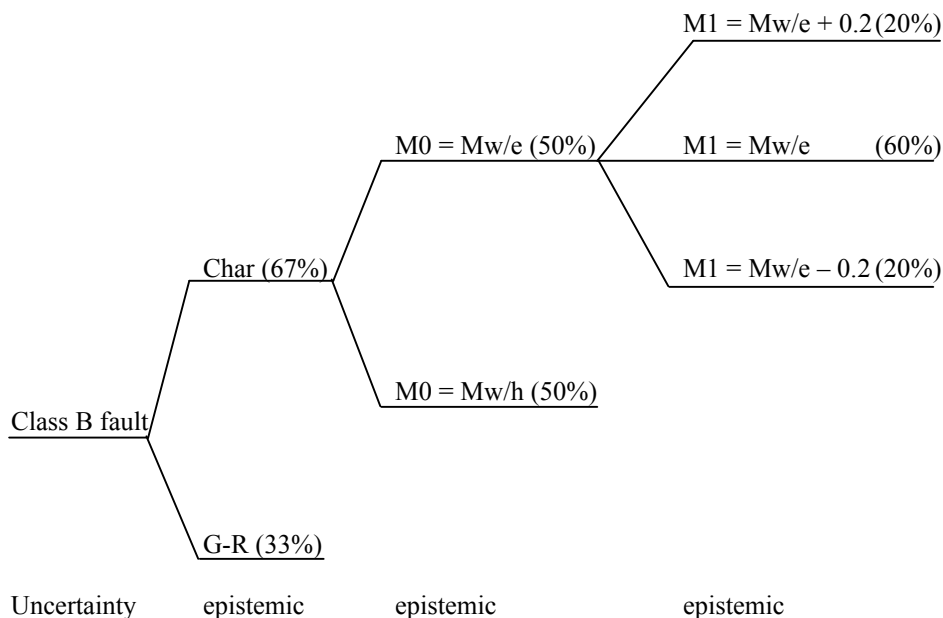 M1 = Mw/e + 0.2 (20%)
M0 = Mw/e (50%)
M1 = Mw/e (60%)
Char (67%)
M1 = Mw/e – 0.2 (20%)
M0 = Mw/h (50%)
Class B fault
G-R (33%)
Uncertainty epistemic epistemic epistemic